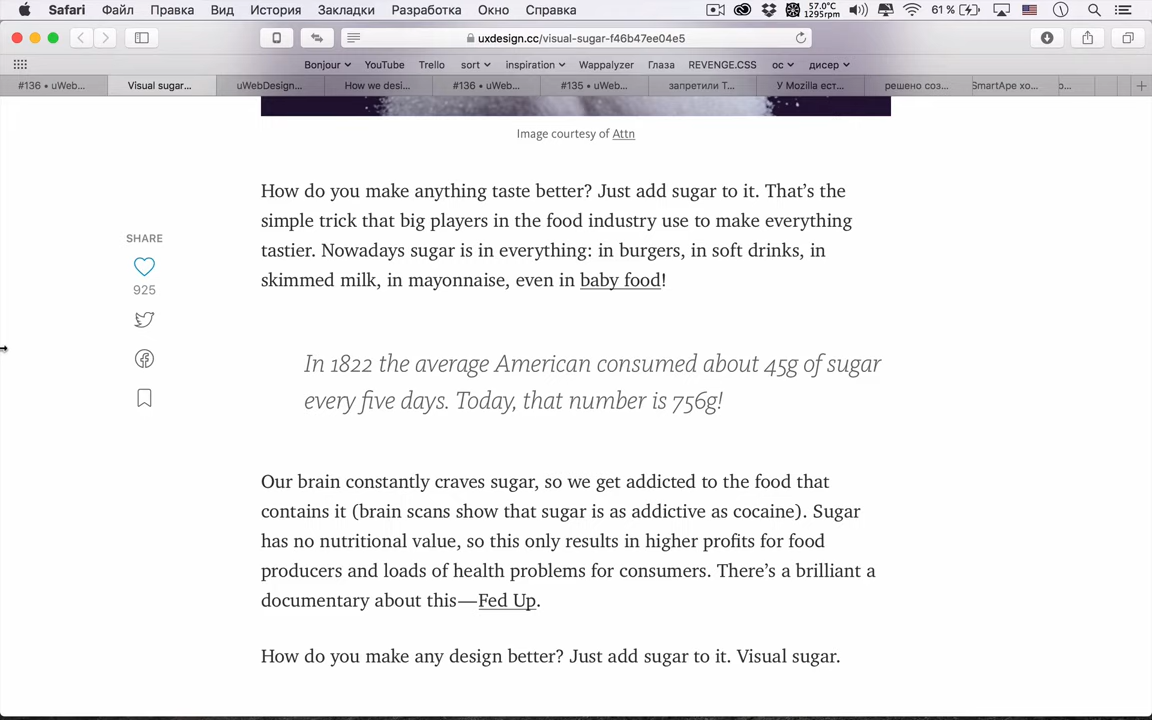 Safari Файл Правка Вид История Закладки Разработка Окно Справка 57.0°C 1295rpm 61 %
uxdesign.cc/visual-sugar-f46b47ee04e5
Bonjour YouTube Trello sort inspiration Wappalyzer Глаза REVENGE.CSS ос дисер
#136 • uWeb... Visual sugar... uWebDesign... How we desi... #136 • uWeb... #135 • uWeb... запретили Т... У Mozilla ест... решено соз... SmartApe хо...
Image courtesy of Attn
How do you make anything taste better? Just add sugar to it. That’s the
simple trick that big players in the food industry use to make everything
tastier. Nowadays sugar is in everything: in burgers, in soft drinks, in
skimmed milk, in mayonnaise, even in baby food!
SHARE
925
In 1822 the average American consumed about 45g of sugar
every five days. Today, that number is 756g!
Our brain constantly craves sugar, so we get addicted to the food that
contains it (brain scans show that sugar is as addictive as cocaine). Sugar
has no nutritional value, so this only results in higher profits for food
producers and loads of health problems for consumers. There’s a brilliant a
documentary about this—Fed Up.
How do you make any design better? Just add sugar to it. Visual sugar.